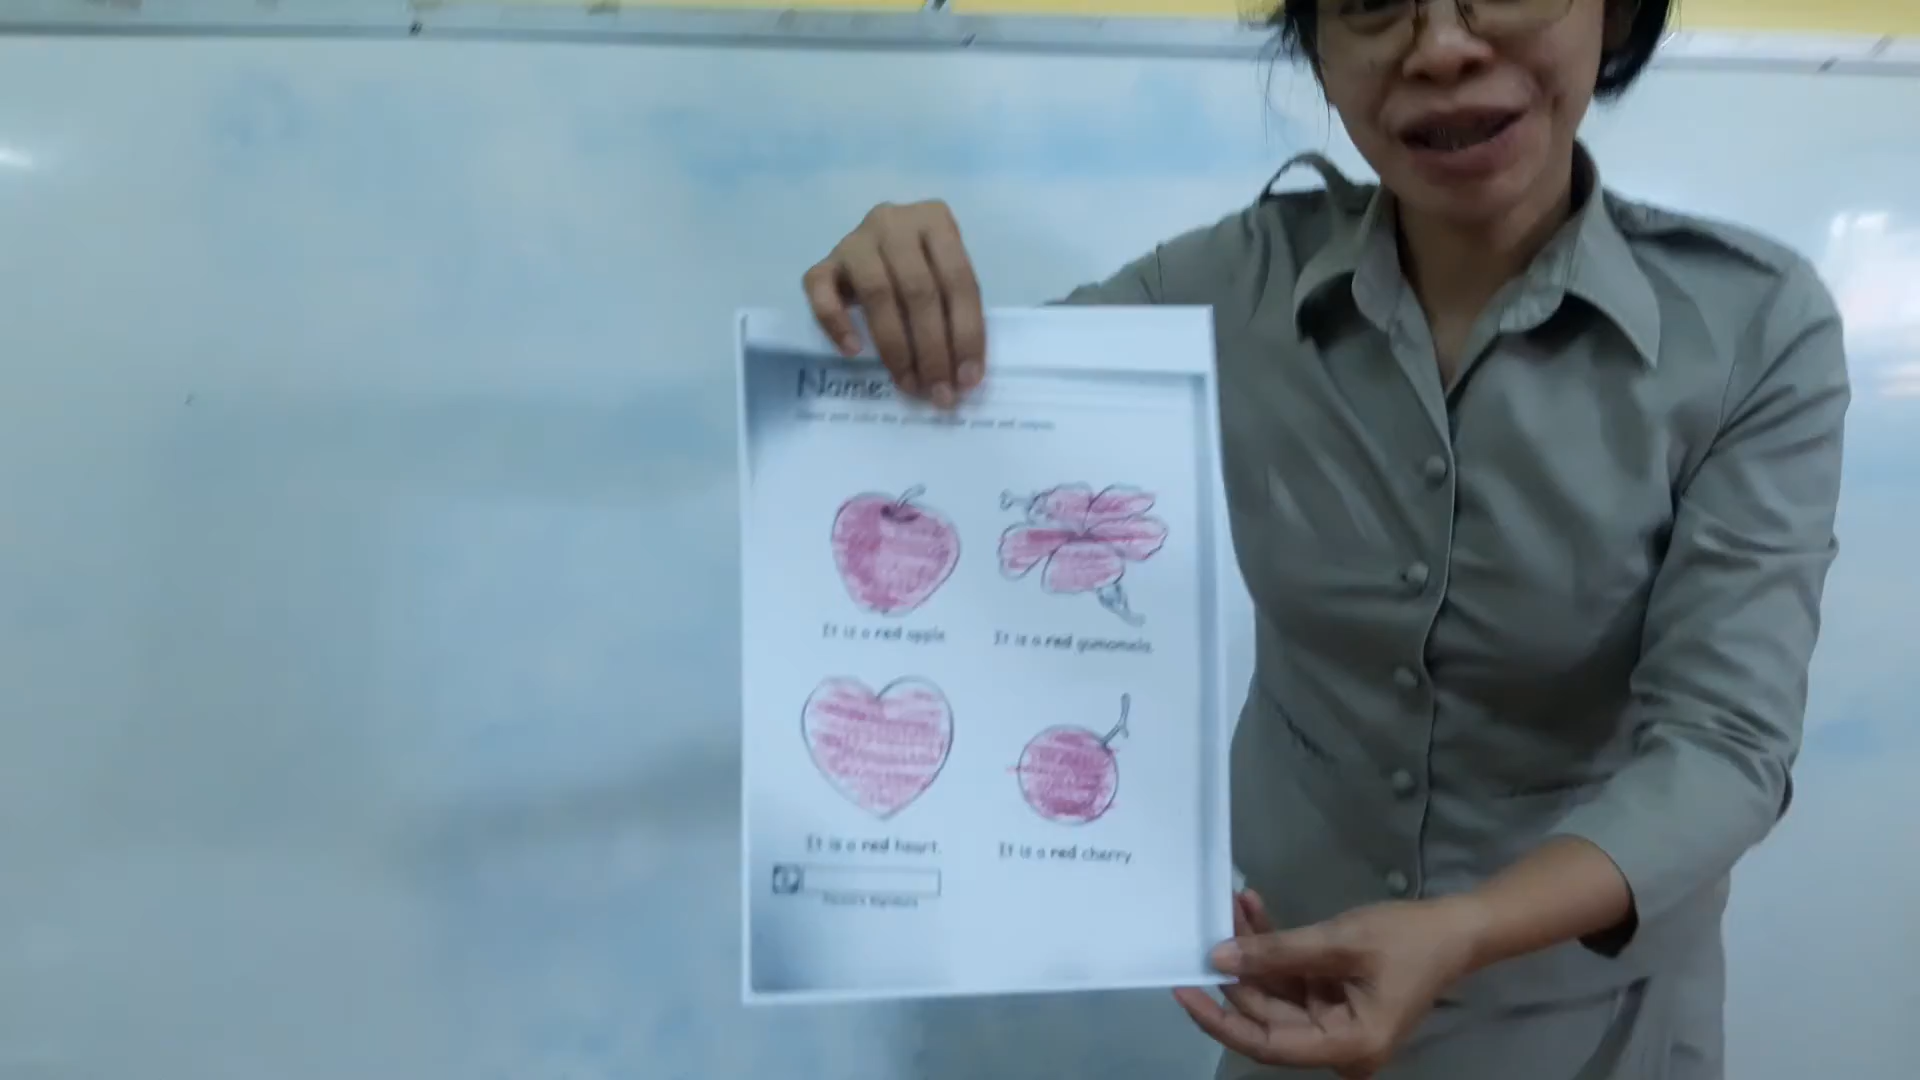 Name:
It is a red apple
It is a red gumamela.
It is a red heart.
It is a red cherry.